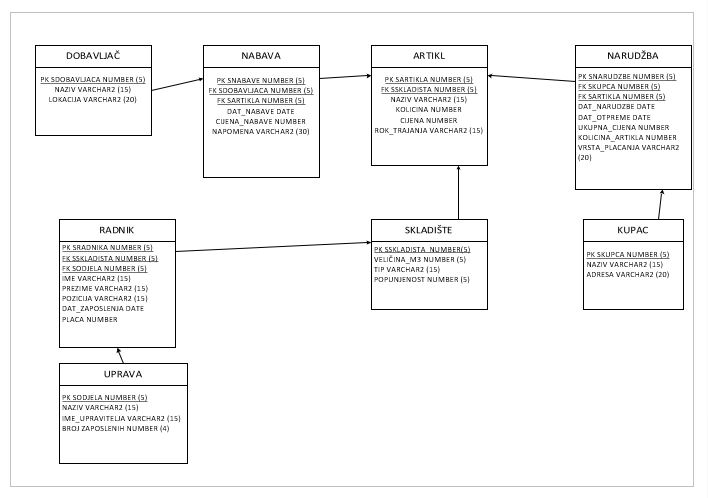 DOBAVLJAČ
PK SDOBAVLJACA NUMBER (5)
NAZIV VARCHAR2 (15)
LOKACIJA VARCHAR2 (20)
NABAVA
PK SNABAVE NUMBER (5)
FK SDOBAVLJACA NUMBER (5)
FK SARTIKLA NUMBER (5)
DAT_NABAVE DATE
CIJENA_NABAVE NUMBER
NAPOMENA VARCHAR2 (30)
ARTIKL
PK SARTIKLA NUMBER (5)
FK SSKLADISTA NUMBER (5)
NAZIV VARCHAR2 (15)
KOLICINA NUMBER
CIJENA NUMBER
ROK_TRAJANJA VARCHAR2 (15)
NARUDŽBA
PK SNARUDZBE NUMBER (5)
FK SKUPCA NUMBER (5)
FK SARTIKLA NUMBER (5)
DAT_NARUDZBE DATE
DAT_OTPREME DATE
UKUPNA_CIJENA NUMBER
KOLICINA_ARTIKLA NUMBER
VRSTA_PLACANJA VARCHAR2
(20)
RADNIK
PK SRADNIKA NUMBER (5)
FK SSKLADISTA NUMBER (5)
FK SODJELA NUMBER (5)
IME VARCHAR2 (15)
PREZIME VARCHAR2 (15)
POZICIJA VARCHAR2 (15)
DAT_ZAPOSLENJA DATE
PLACA NUMBER
SKLADIŠTE
PK SSKLADISTA NUMBER(5)
VELIČINA_M3 NUMBER (5)
TIP VARCHAR2 (15)
POPUNJENOST NUMBER (5)
KUPAC
PK SKUPCA NUMBER (5)
NAZIV VARCHAR2 (15)
ADRESA VARCHAR2 (20)
UPRAVA
PK SODJELA NUMBER (5)
NAZIV VARCHAR2 (15)
IME_UPRAVITELJA VARCHAR2 (15)
BROJ ZAPOSLENIH NUMBER (4)